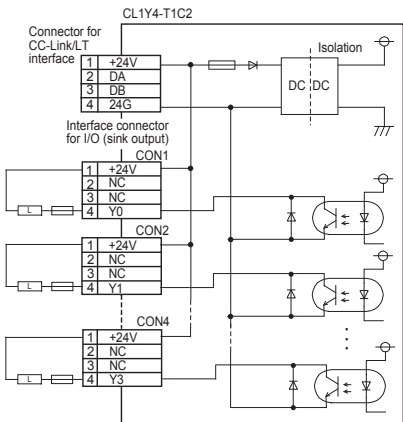 CL1Y4-T1C2
Connector for
CC-Link/LT
interface
Isolation
1 +24V
2 DA
3 DB
4 24G
DC DC
Interface connector
for I/O (sink output)
CON1
1 +24V
2 NC
3 NC
4 Y0
L
CON2
1 +24V
2 NC
3 NC
4 Y1
L
CON4
1 +24V
2 NC
3 NC
4 Y3
L